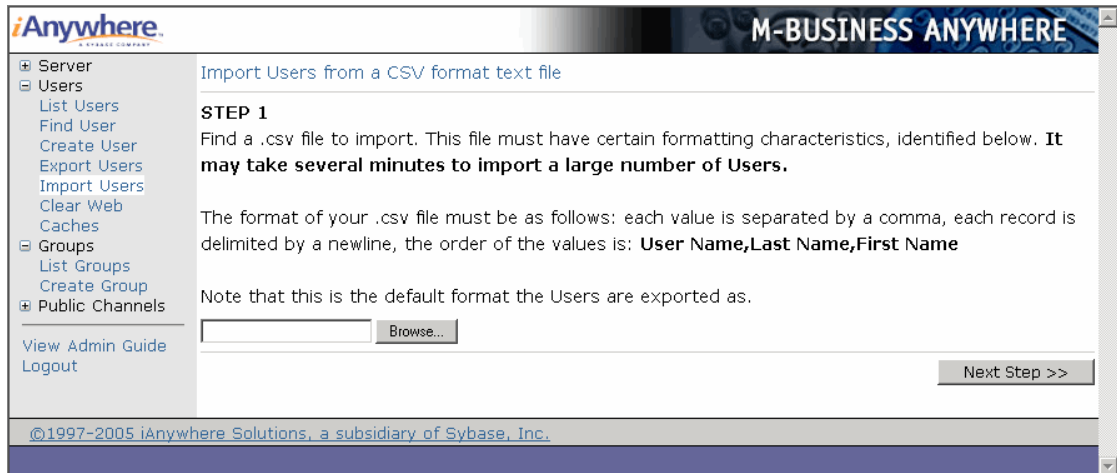 iAnywhere.
A SYBASE COMPANY
M-BUSINESS ANYWHERE
Server
Users
List Users
Find User
Create User
Export Users
Import Users
Clear Web
Caches
Groups
List Groups
Create Group
Public Channels
View Admin Guide
Logout
Import Users from a CSV format text file
STEP 1
Find a .csv file to import. This file must have certain formatting characteristics, identified below. It
may take several minutes to import a large number of Users.
The format of your .csv file must be as follows: each value is separated by a comma, each record is
delimited by a newline, the order of the values is: User Name,Last Name,First Name
Note that this is the default format the Users are exported as.
Browse...
Next Step >>
©1997-2005 iAnywhere Solutions, a subsidiary of Sybase, Inc.